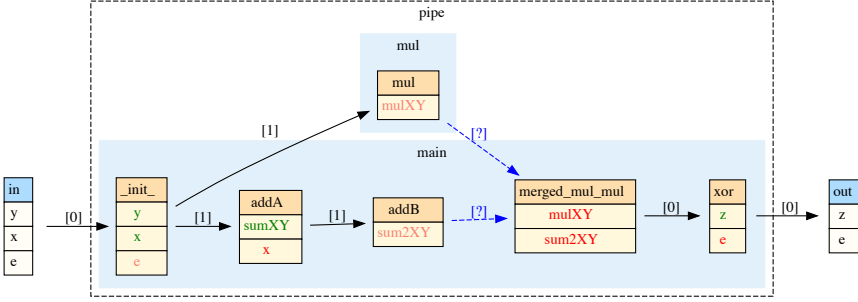 pipe
mul
mul
mulXY
[1]
[?]
main
in
y
x
e
[0]
_init_
y
x
e
[1]
addA
sumXY
x
[1]
addB
sum2XY
[?]
merged_mul_mul
mulXY
sum2XY
[0]
xor
z
e
[0]
out
z
e